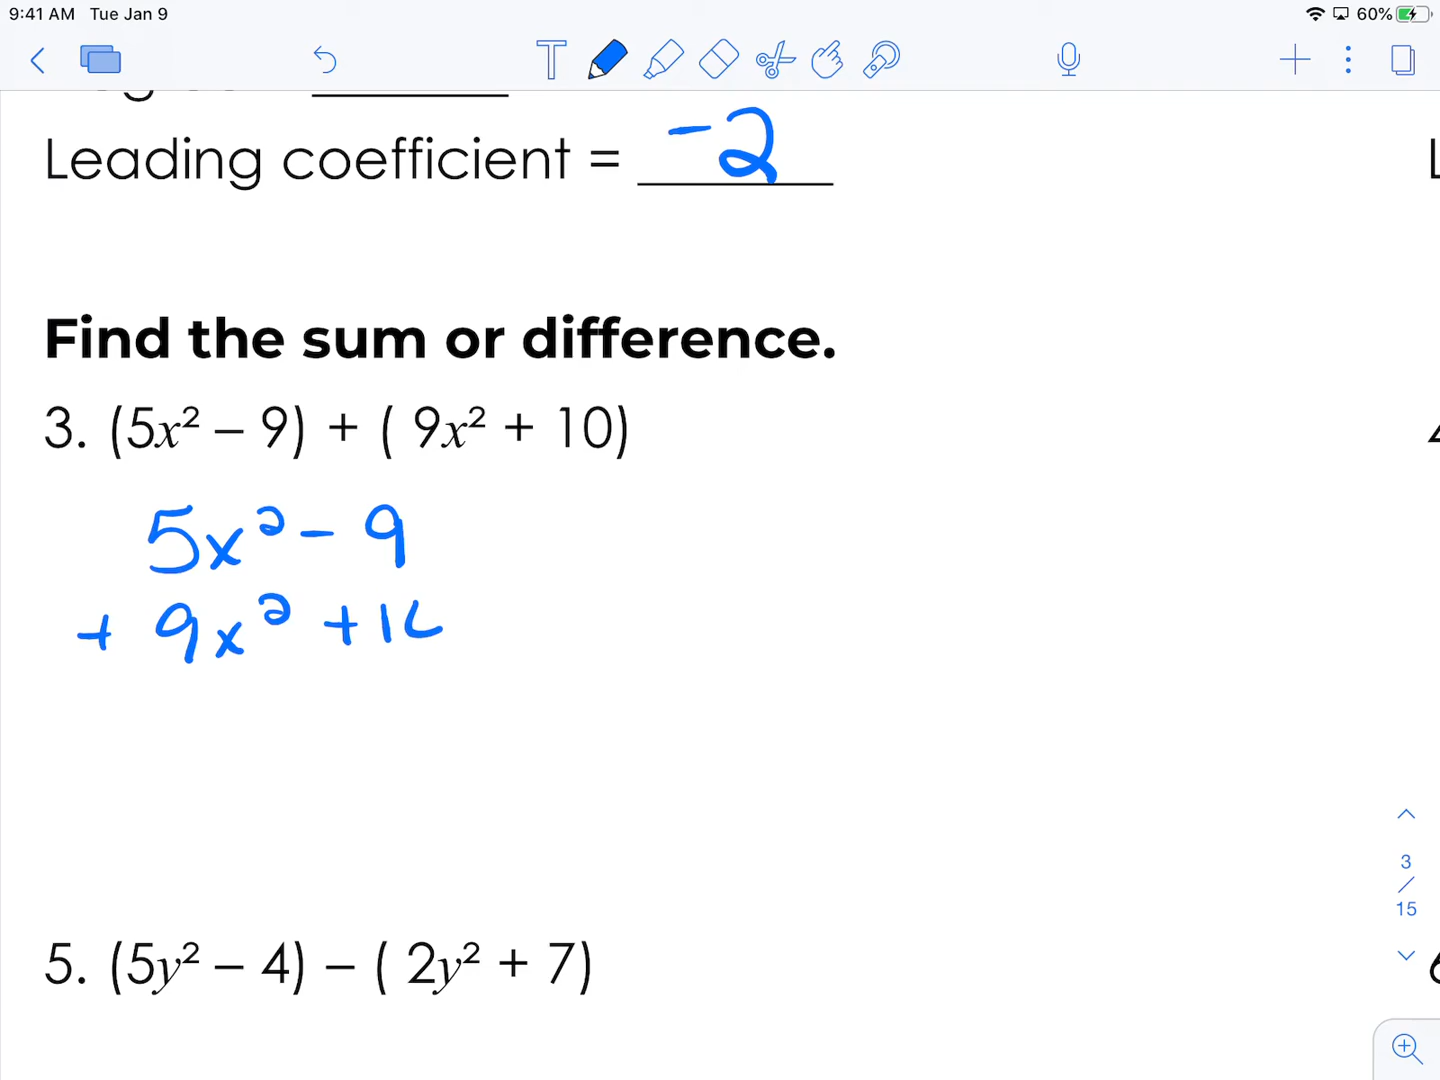 9:41 AM Tue Jan 9
60%
Leading coefficient = -2
Find the sum or difference.
3. (5x² – 9) + ( 9x² + 10)
5x² - 9
+ 9x² + 1
3
/
15
5. (5y² – 4) – ( 2y² + 7)